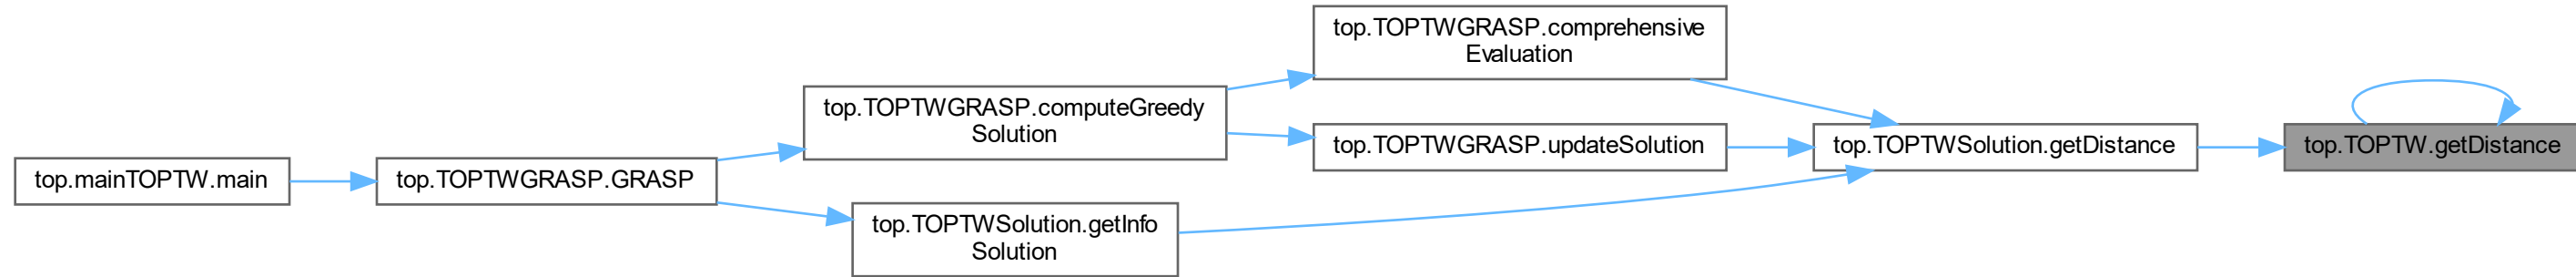 top.TOPTWGRASP.comprehensive
Evaluation
top.TOPTWGRASP.computeGreedy
Solution
top.TOPTWGRASP.updateSolution
top.TOPTWSolution.getDistance
top.TOPTW.getDistance
top.mainTOPTW.main
top.TOPTWGRASP.GRASP
top.TOPTWSolution.getInfo
Solution